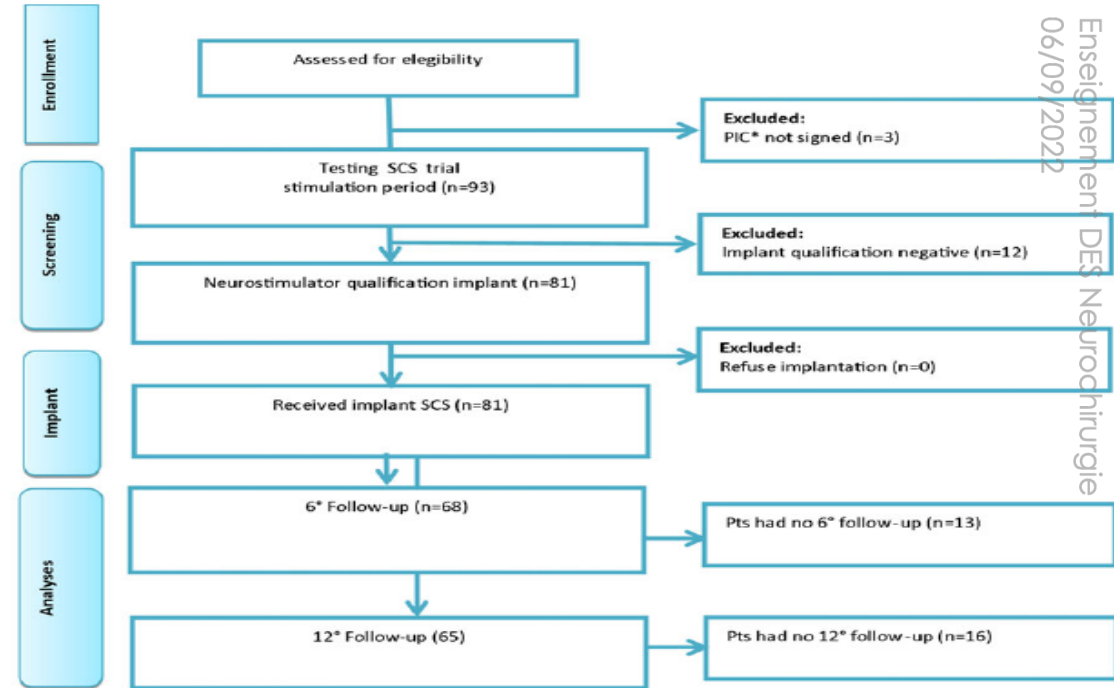 Enrollment
Assessed for elegibility
Excluded:
PIC* not signed (n=3)
Screening
Testing SCS trial
stimulation period (n=93)
Excluded:
Implant qualification negative (n=12)
Neurostimulator qualification implant (n=81)
Excluded:
Refuse implantation (n=0)
Implant
Received implant SCS (n=81)
Analyses
6° Follow-up (n=68)
Pts had no 6° follow-up (n=13)
12° Follow-up (65)
Pts had no 12° follow-up (n=16)
Enseignement DES Neurochirurgie
06/09/2022